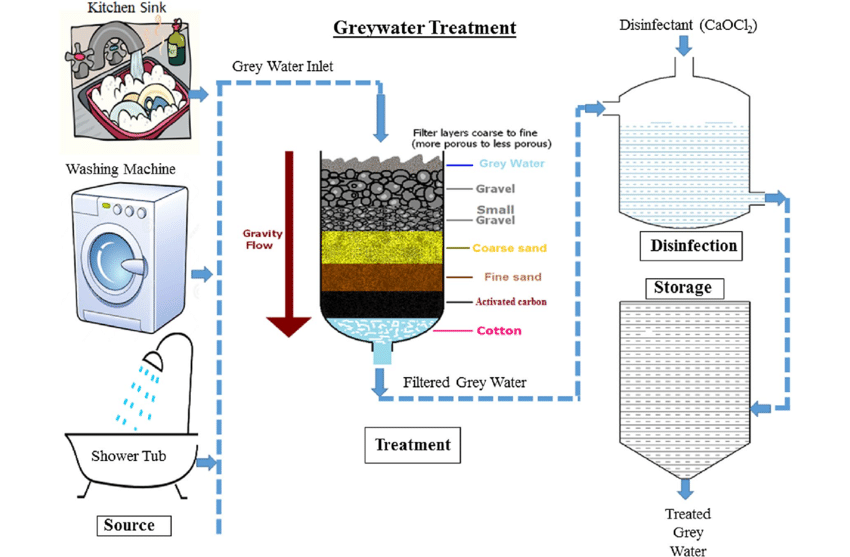 Kitchen Sink
Greywater Treatment
Disinfectant (CaOCl₂)
Grey Water Inlet
Filter layers coarse to fine
(more porous to less porous)
Grey Water
Washing Machine
Gravel
Small
Gravel
Gravity
Flow
Coarse sand
Fine sand
Activated carbon
Cotton
Disinfection
Storage
Filtered Grey Water
Treatment
Shower Tub
Source
Treated
Grey
Water